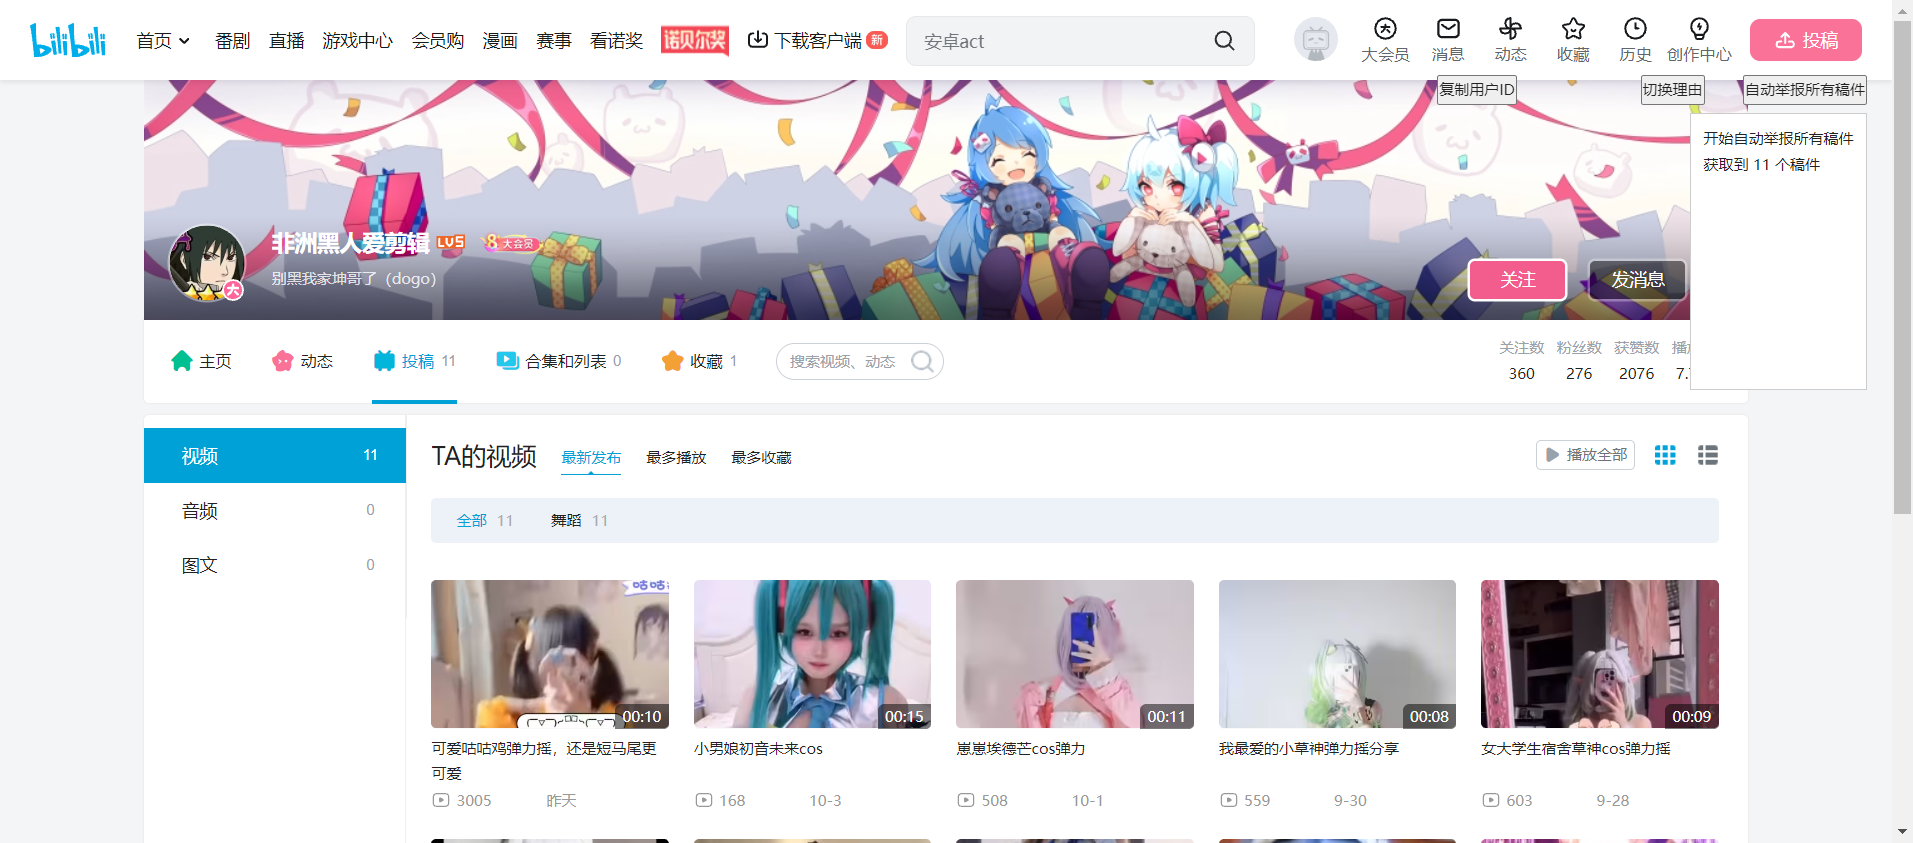 bilibili
首页
番剧
直播
游戏中心
会员购
漫画
赛事
看诺奖
诺贝尔奖
下载客户端
新
安卓act
大会员
消息
动态
收藏
历史
创作中心
投稿
复制用户ID
切换理由
自动举报所有稿件
开始自动举报所有稿件
获取到 11 个稿件
非洲黑人爱剪辑
LV5
8
大会员
大
别黑我家坤哥了（dogo）
关注
发消息
主页
动态
投稿 11
合集和列表 0
收藏 1
搜索视频、动态
关注数
粉丝数
获赞数
360
276
2076
视频 11
音频 0
图文 0
TA的视频
最新发布
最多播放
最多收藏
播放全部
全部 11
舞蹈 11
00:10
00:15
00:11
00:08
00:09
可爱咕咕鸡弹力摇，还是短马尾更
可爱
小男娘初音未来cos
崽崽埃德芒cos弹力
我最爱的小草神弹力摇分享
女大学生宿舍草神cos弹力摇
3005 昨天
168 10-3
508 10-1
559 9-30
603 9-28